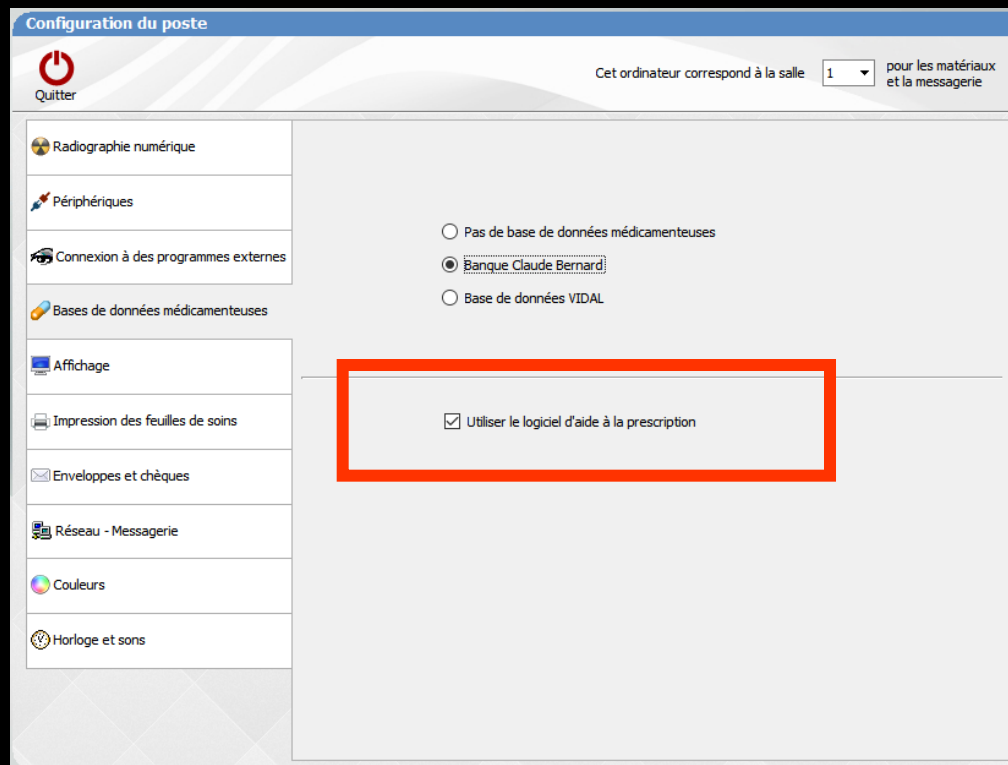 Configuration du poste
Quitter
Cet ordinateur correspond à la salle 1 pour les matériaux
et la messagerie
Radiographie numérique
Périphériques
Connexion à des programmes externes
Bases de données médicamenteuses
Affichage
Impression des feuilles de soins
Enveloppes et chèques
Réseau - Messagerie
Couleurs
Horloge et sons
Pas de base de données médicamenteuses
Banque Claude Bernard
Base de données VIDAL
Utiliser le logiciel d'aide à la prescription